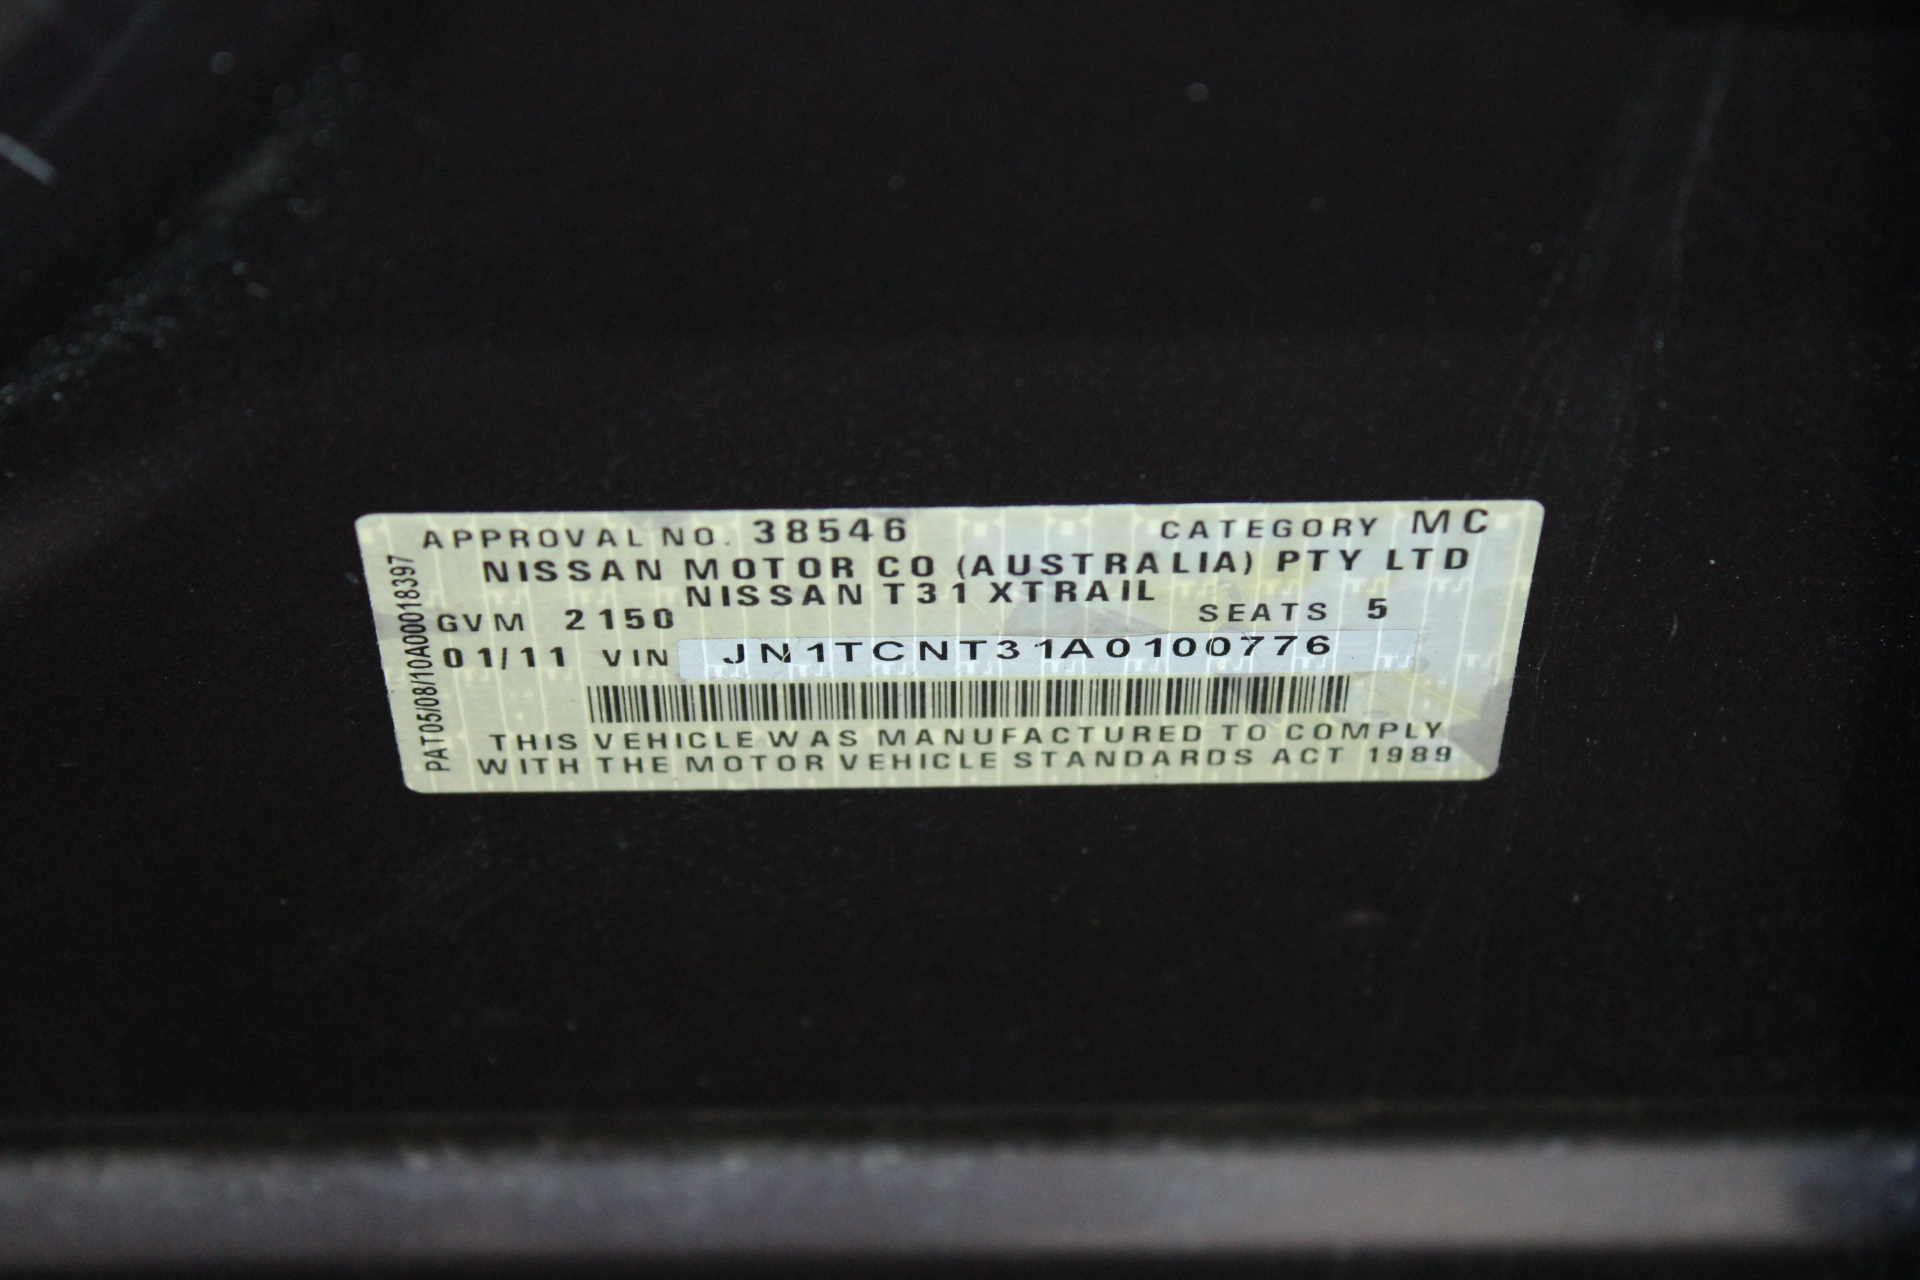 APPROVAL NO. 38546 CATEGORY MC
NISSAN MOTOR CO (AUSTRALIA) PTY LTD
NISSAN T31 XTRAIL
GVM 2150 SEATS 5
01/11 VIN JN1TCNT31A0100776
THIS VEHICLE WAS MANUFACTURED TO COMPLY
WITH THE MOTOR VEHICLE STANDARDS ACT 1989
PAT05/08/10A00018397